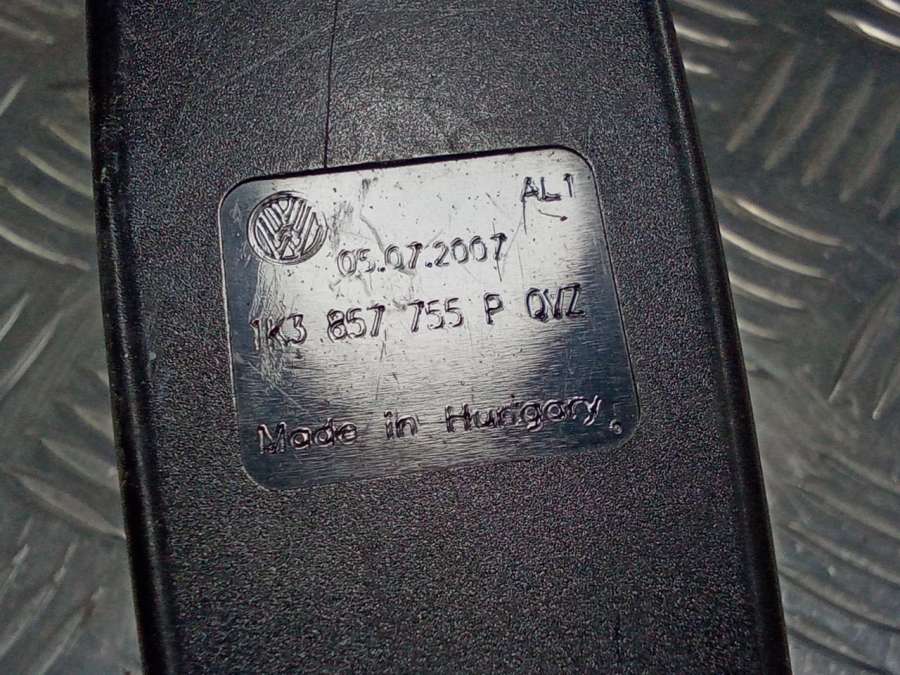 AL1
05.07.2007
1K3 857 755 P QVZ
Made in Hungary